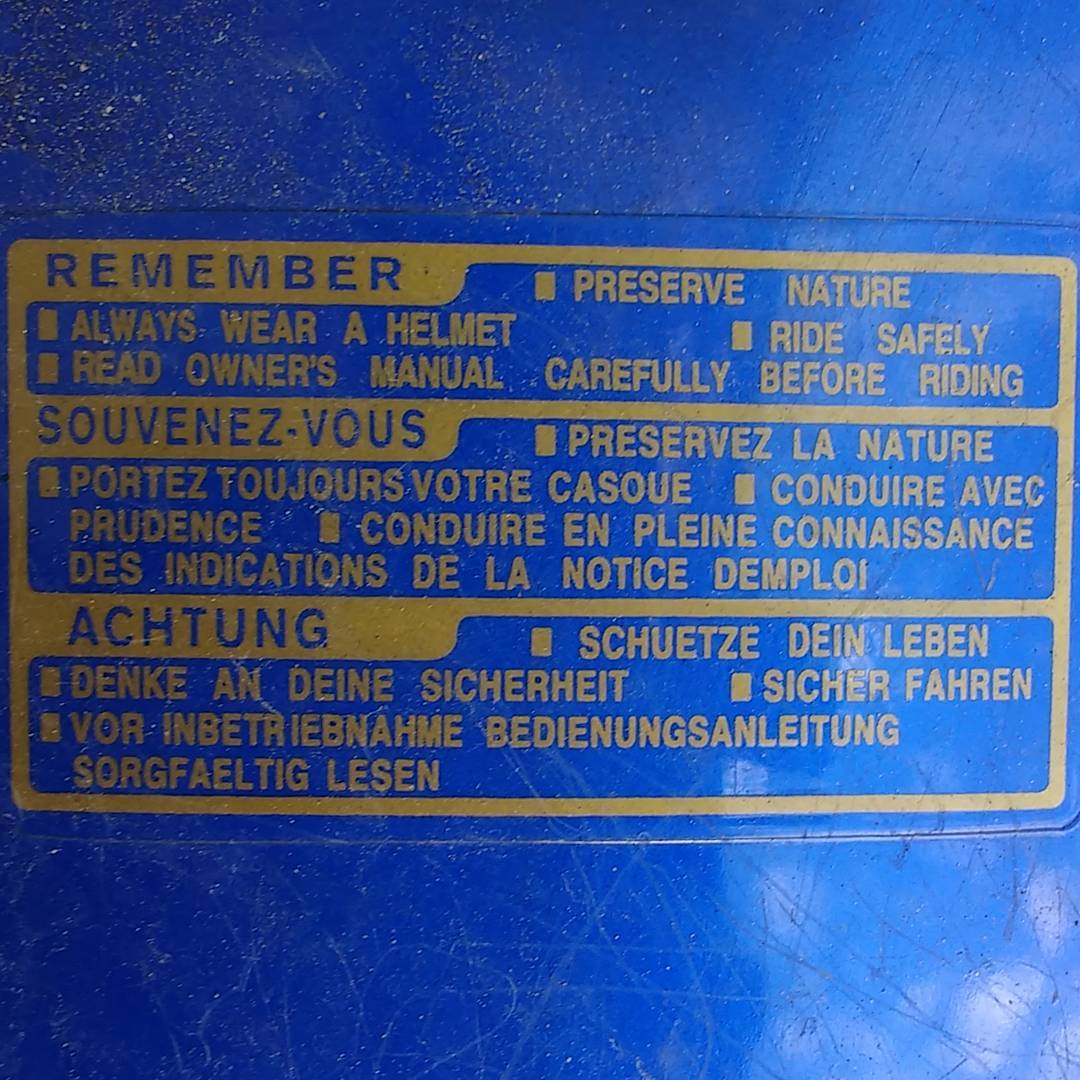 REMEMBER ▮ PRESERVE NATURE
▮ ALWAYS WEAR A HELMET ▮ RIDE SAFELY
▮ READ OWNER'S MANUAL CAREFULLY BEFORE RIDING
SOUVENEZ-VOUS ▮ PRESERVEZ LA NATURE
▮ PORTEZ TOUJOURS VOTRE CASOUE ▮ CONDUIRE AVEC
PRUDENCE ▮ CONDUIRE EN PLEINE CONNAISSANCE
DES INDICATIONS DE LA NOTICE DEMPLOI
ACHTUNG ▮ SCHUETZE DEIN LEBEN
▮ DENKE AN DEINE SICHERHEIT ▮ SICHER FAHREN
▮ VOR INBETRIEBNAHME BEDIENUNGSANLEITUNG
SORGFAELTIG LESEN